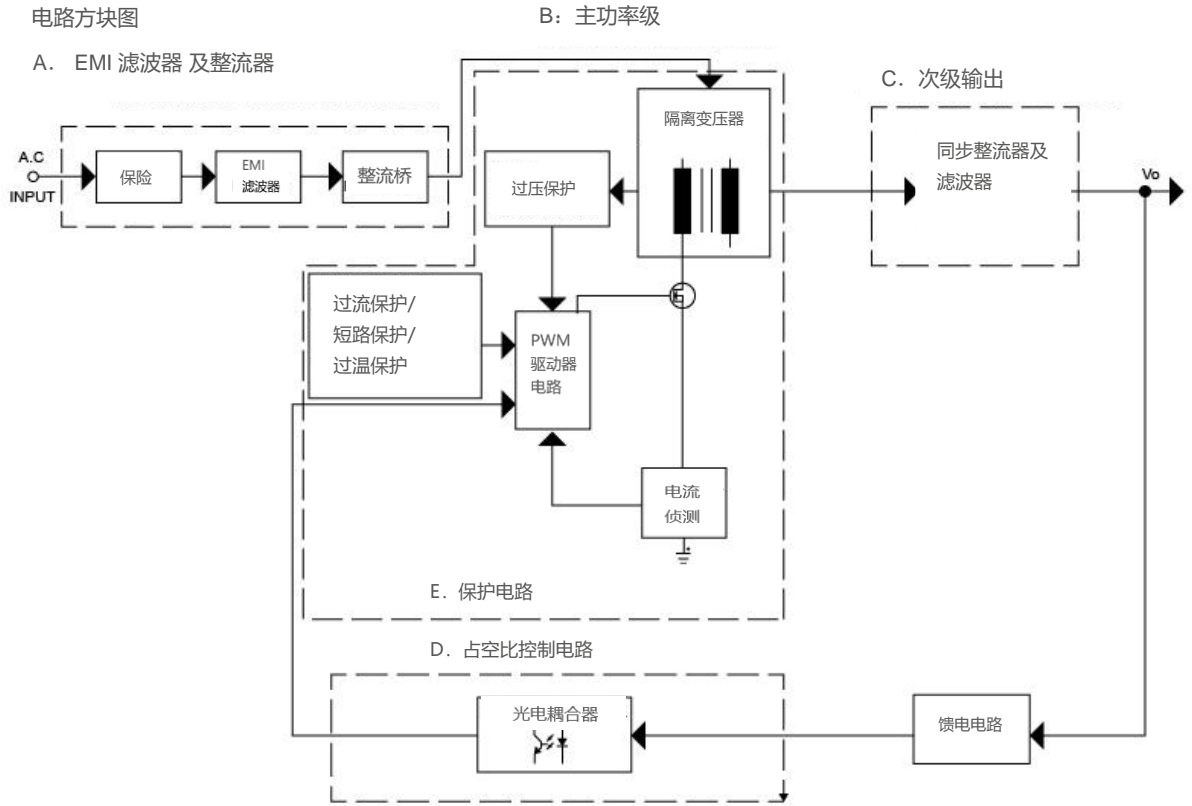 电路方块图
B：主功率级
A． EMI 滤波器 及整流器
C．次级输出
A.C
INPUT
保险
EMI
滤波器
整流桥
过压保护
隔离变压器
同步整流器及
滤波器
Vo
过流保护/
短路保护/
过温保护
PWM
驱动器
电路
电流
侦测
E．保护电路
D．占空比控制电路
光电耦合器
馈电电路